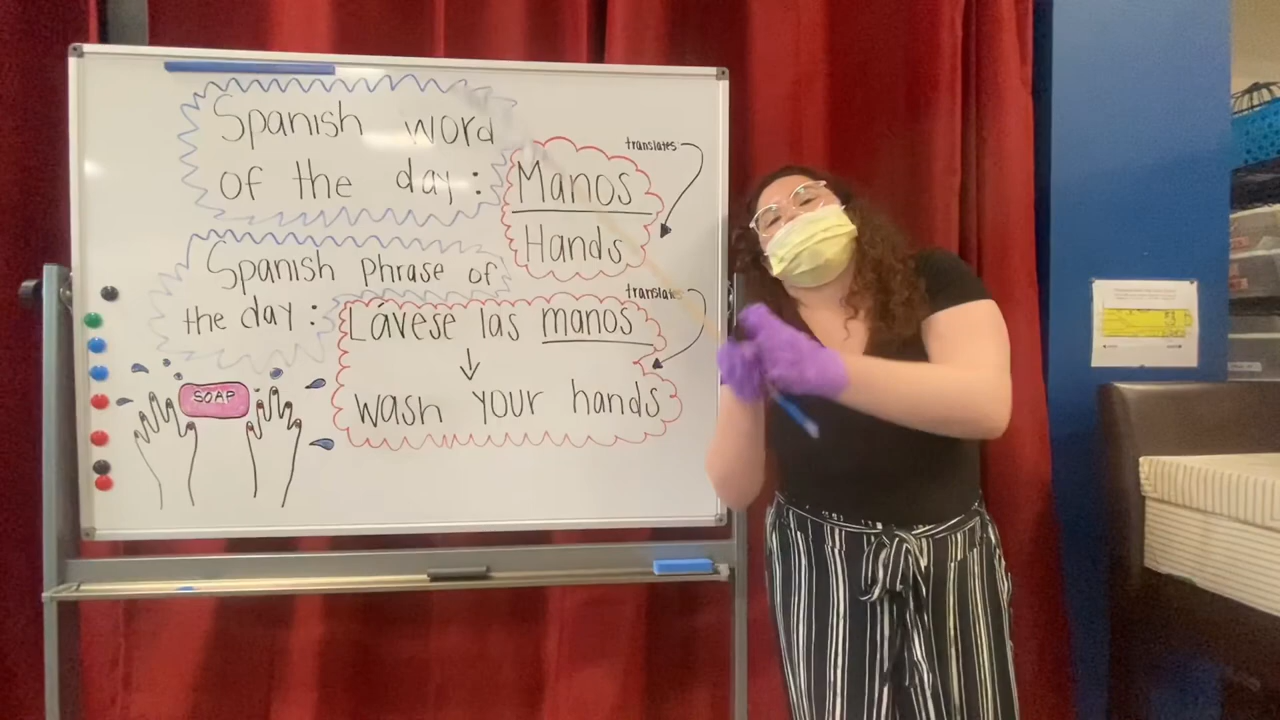 Spanish word
of the day:
Manos
Hands
translates
Spanish phrase of
the day:
Lávese las manos
wash your hands
translates
SOAP